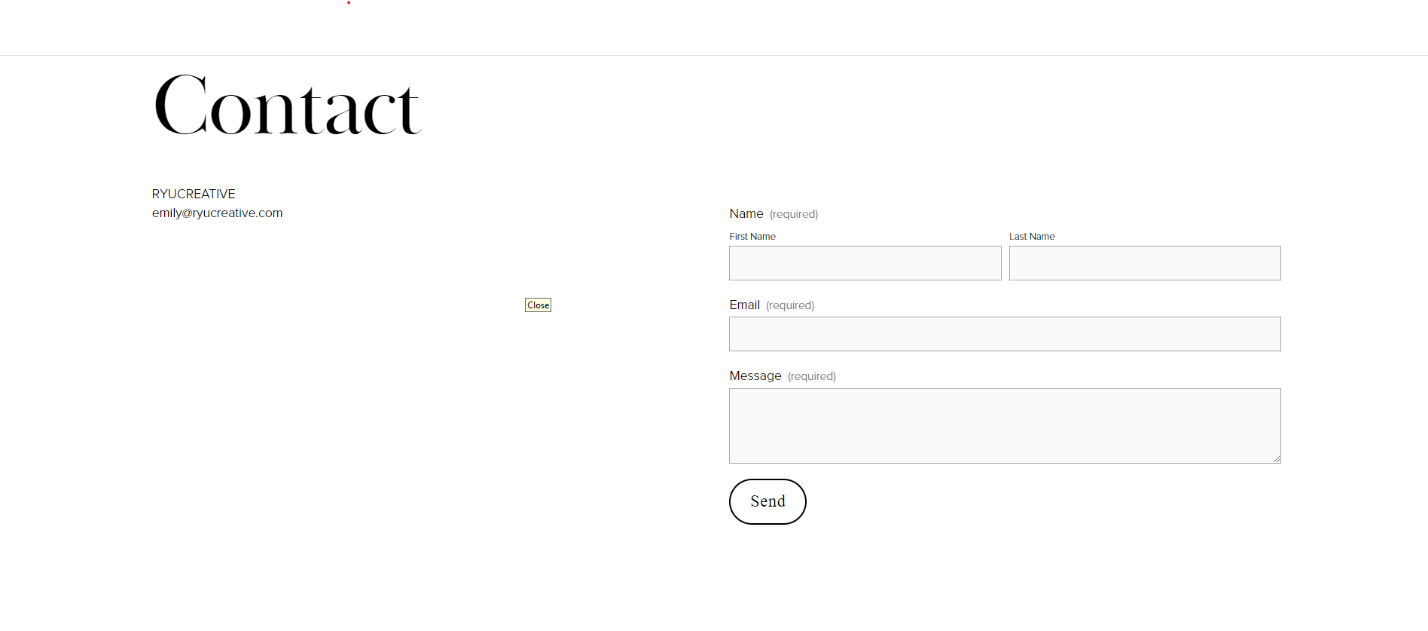 Contact
RYUCREATIVE
emily@ryucreative.com
Name (required)
First Name
Last Name
Email (required)
Close
Message (required)
Send